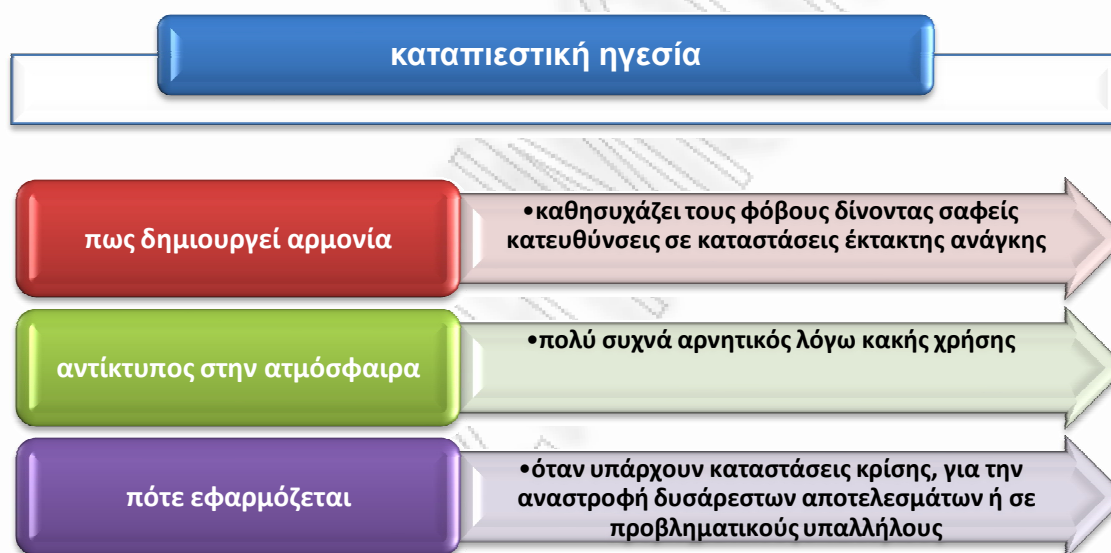 καταπιεστική ηγεσία
πως δημιουργεί αρμονία
•καθησυχάζει τους φόβους δίνοντας σαφείς
κατευθύνσεις σε καταστάσεις έκτακτης ανάγκης
αντίκτυπος στην ατμόσφαιρα
•πολύ συχνά αρνητικός λόγω κακής χρήσης
πότε εφαρμόζεται
•όταν υπάρχουν καταστάσεις κρίσης, για την
αναστροφή δυσάρεστων αποτελεσμάτων ή σε
προβληματικούς υπαλλήλους